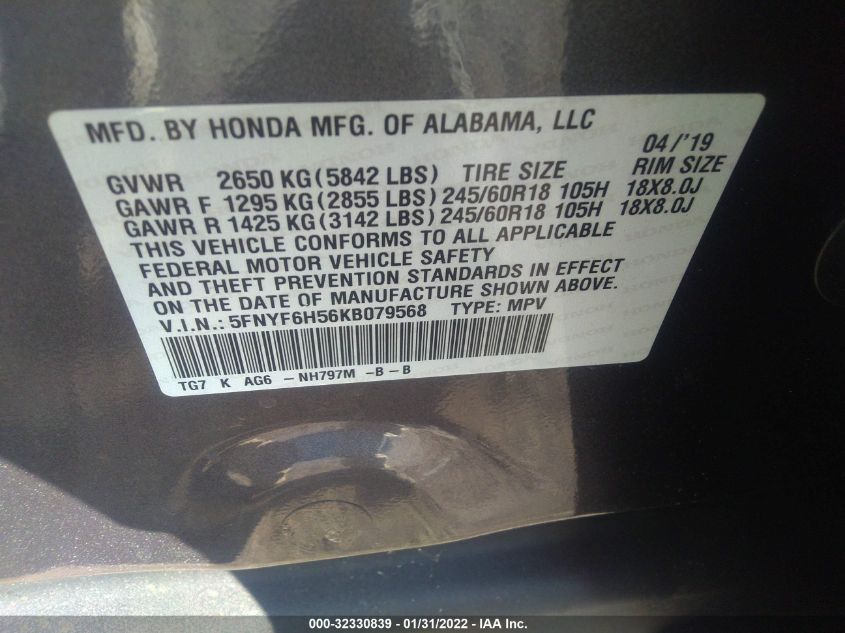 MFD. BY HONDA MFG. OF ALABAMA, LLC
04/'19
GVWR 2650 KG (5842 LBS) TIRE SIZE RIM SIZE
GAWR F 1295 KG (2855 LBS) 245/60R18 105H 18X8.0J
GAWR R 1425 KG (3142 LBS) 245/60R18 105H 18X8.0J
THIS VEHICLE CONFORMS TO ALL APPLICABLE
FEDERAL MOTOR VEHICLE SAFETY
AND THEFT PREVENTION STANDARDS IN EFFECT
ON THE DATE OF MANUFACTURE SHOWN ABOVE.
V.I.N.: 5FNYF6H56KB079568 TYPE: MPV
TG7 K AG6 - NH797M - B - B
000-32330839 - 01/31/2022 - IAA Inc.